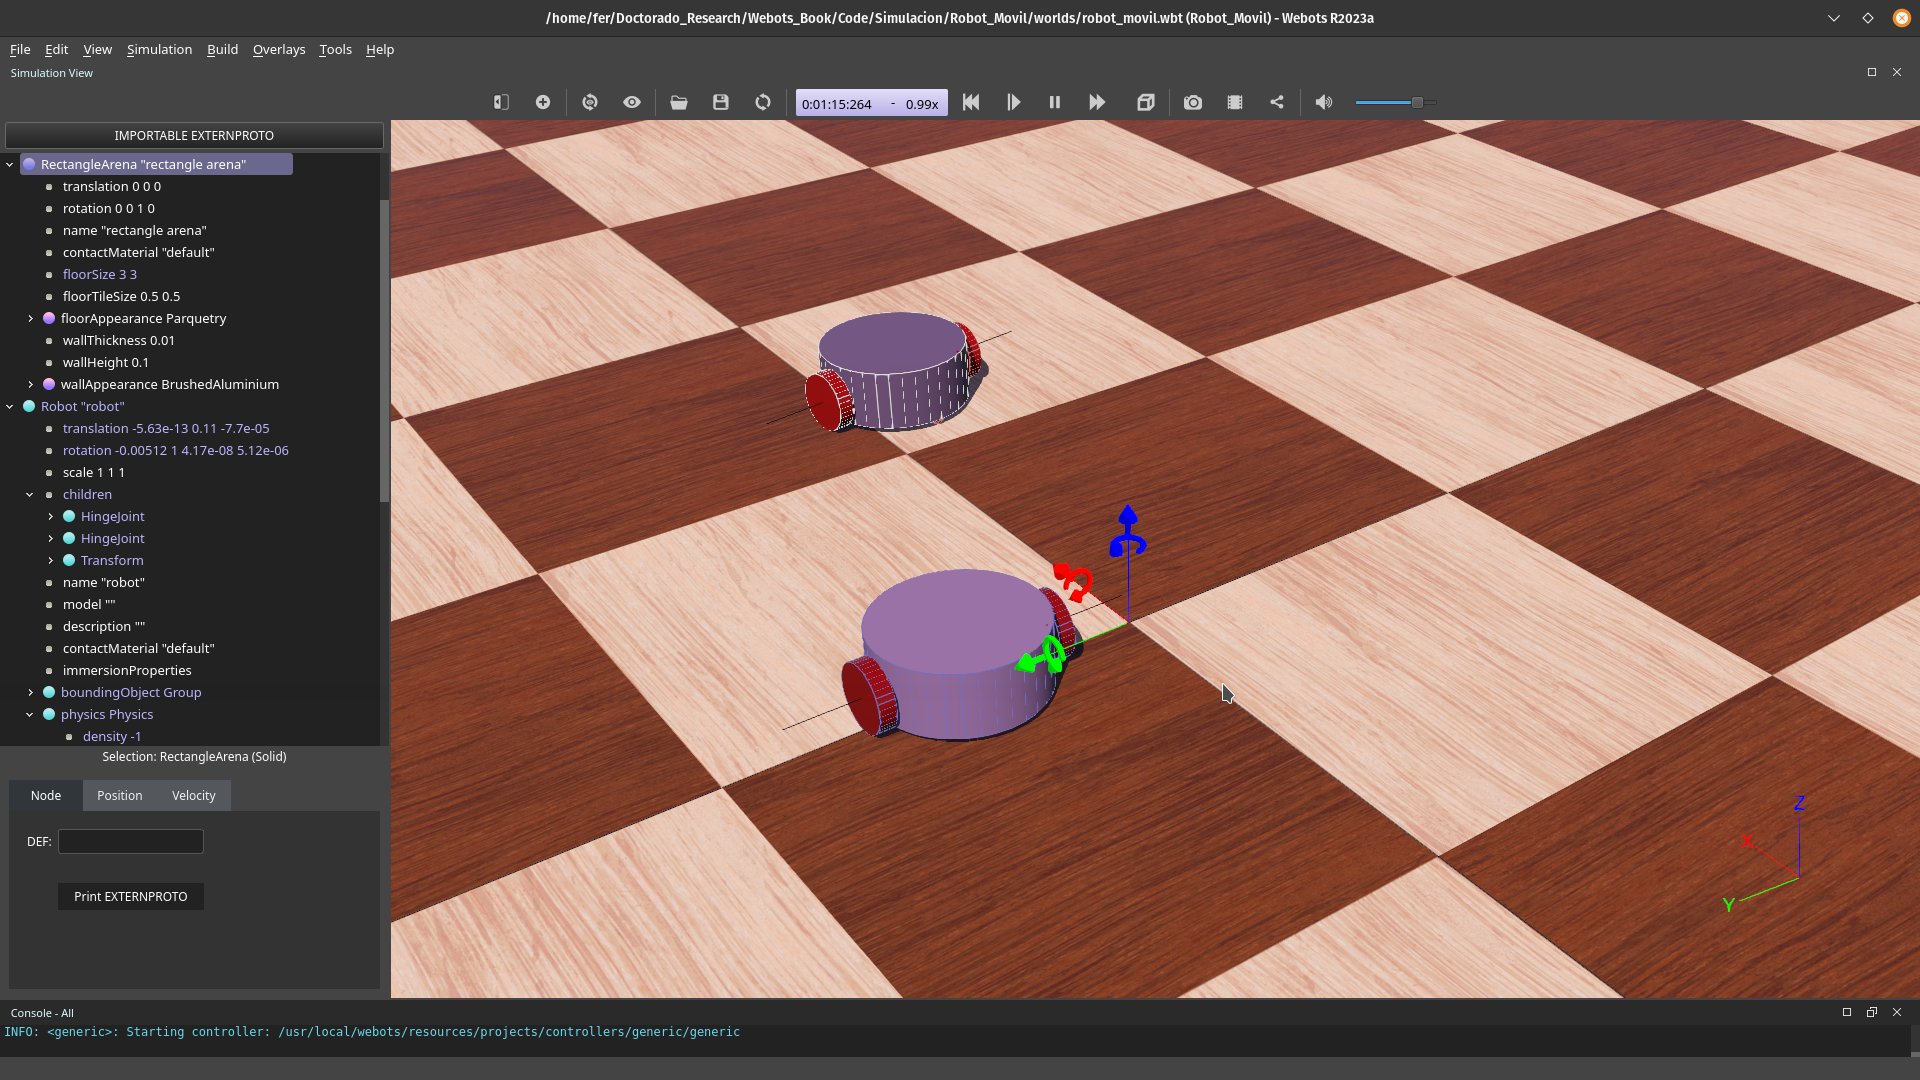 /home/fer/Doctorado_Research/Webots_Book/Code/Simulacion/Robot_Movil/worlds/robot_movil.wbt (Robot_Movil) - Webots R2023a
File Edit View Simulation Build Overlays Tools Help
Simulation View
0:01:15:264 - 0.99x
IMPORTABLE EXTERNPROTO
RectangleArena "rectangle arena"
translation 0 0 0
rotation 0 0 1 0
name "rectangle arena"
contactMaterial "default"
floorSize 3 3
floorTileSize 0.5 0.5
floorAppearance Parquetry
wallThickness 0.01
wallHeight 0.1
wallAppearance BrushedAluminium
Robot "robot"
translation -5.63e-13 0.11 -7.7e-05
rotation -0.00512 1 4.17e-08 5.12e-06
scale 1 1 1
children
HingeJoint
HingeJoint
Transform
name "robot"
model ""
description ""
contactMaterial "default"
immersionProperties
boundingObject Group
physics Physics
density -1
Selection: RectangleArena (Solid)
Node Position Velocity
DEF:
Print EXTERNPROTO
Z
X
Y
Console - All
INFO: <generic>: Starting controller: /usr/local/webots/resources/projects/controllers/generic/generic